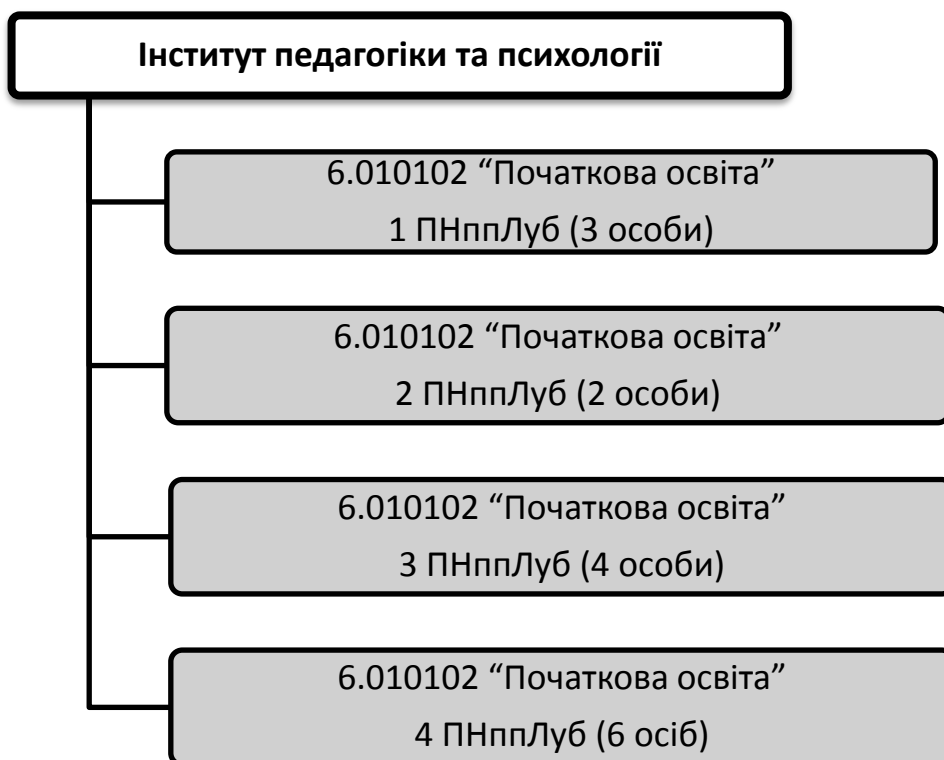 Інститут педагогіки та психології
6.010102 “Початкова освіта”
1 ПНппЛуб (3 особи)
6.010102 “Початкова освіта”
2 ПНппЛуб (2 особи)
6.010102 “Початкова освіта”
3 ПНппЛуб (4 особи)
6.010102 “Початкова освіта”
4 ПНппЛуб (6 осіб)